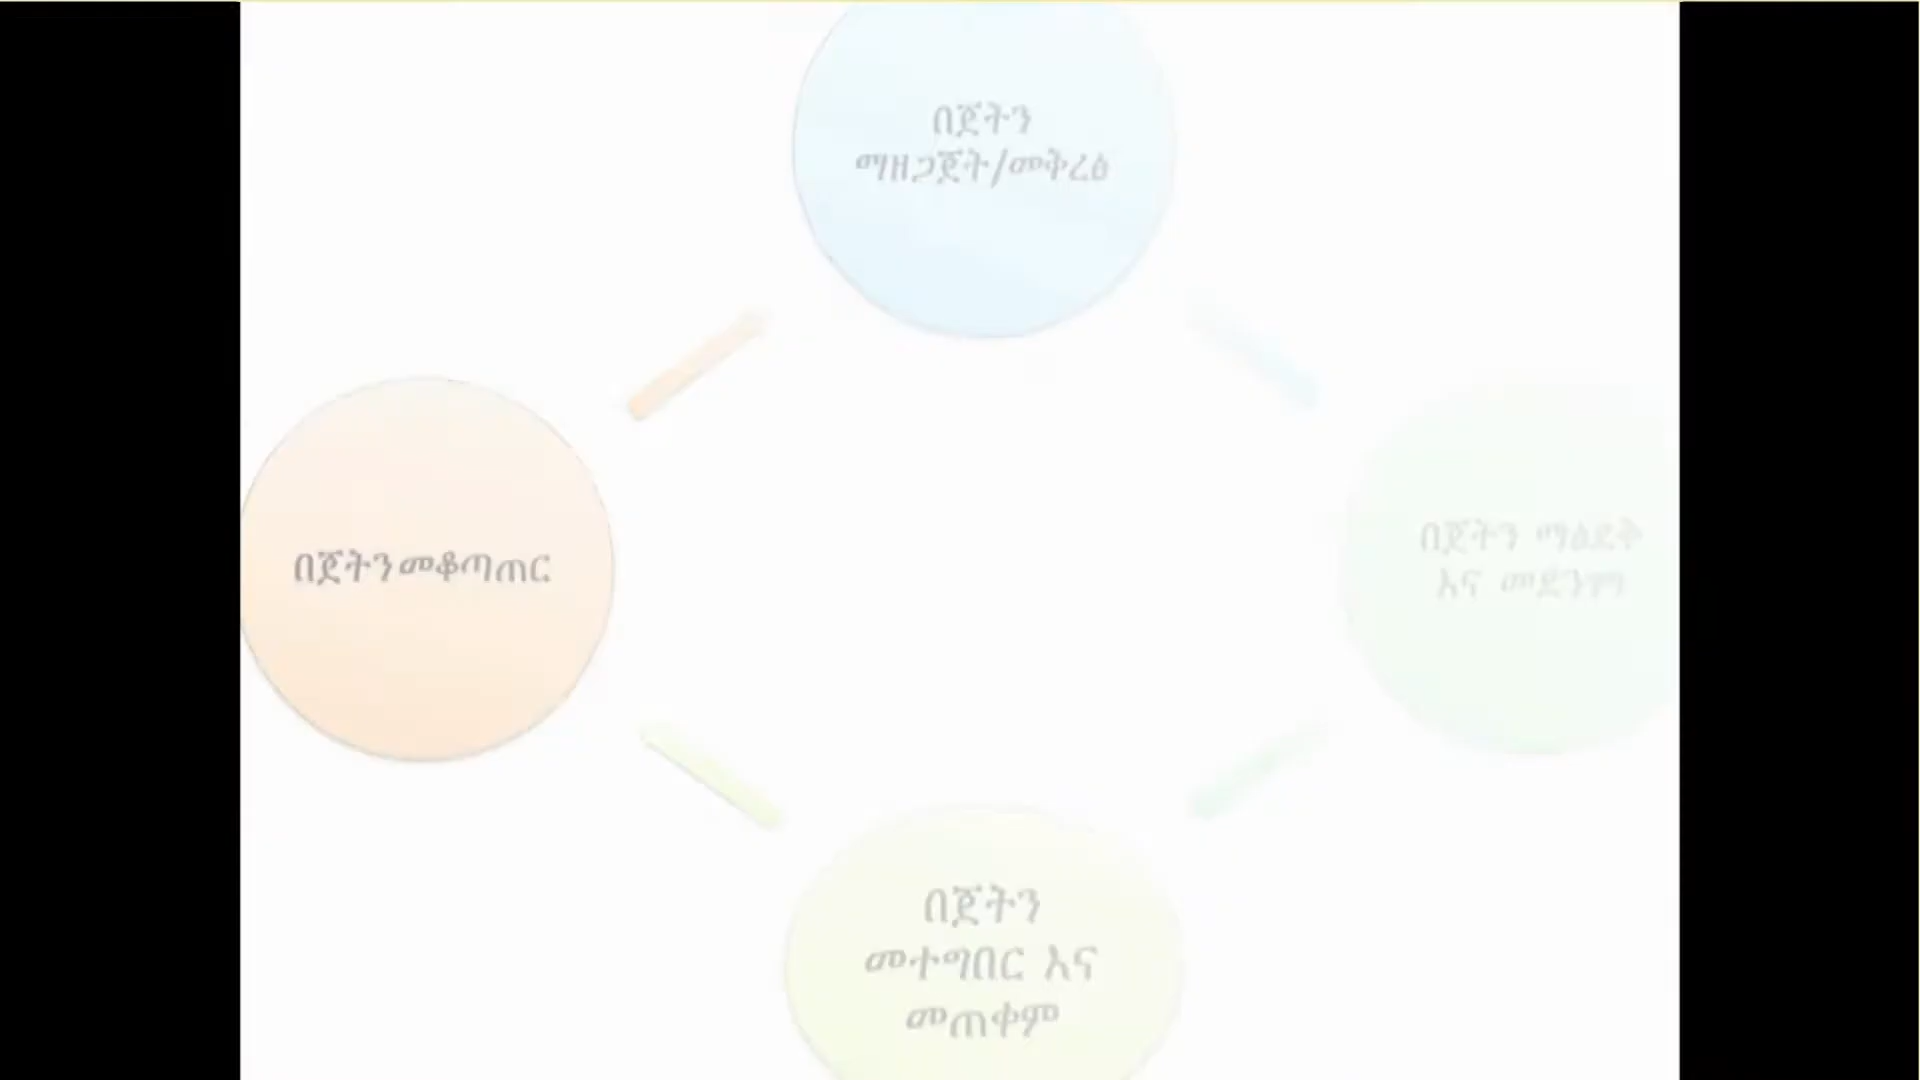 በጀትን
ማዘጋጀት/መቅረፅ
በጀትን ማፅደቅ
እና መደንገግ
በጀትን
መተግበር እና
መጠቀም
በጀትን መቆጣጠር